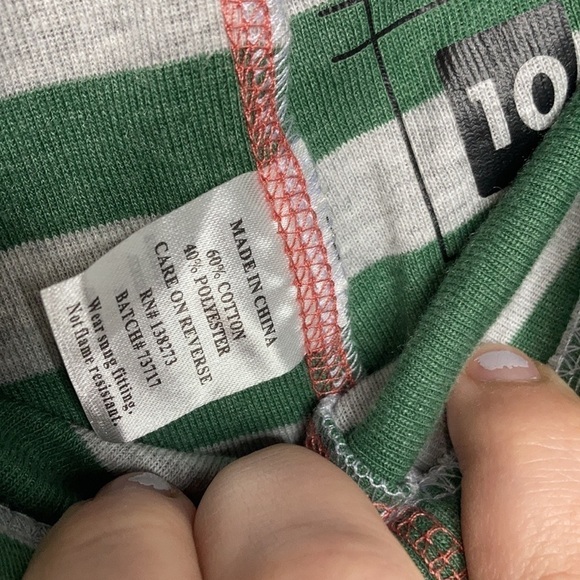 MADE IN CHINA
60% COTTON
40% POLYESTER
CARE ON REVERSE
RN# 138273
BATCH#73717
Wear snug fitting.
Not flame resistant.
10